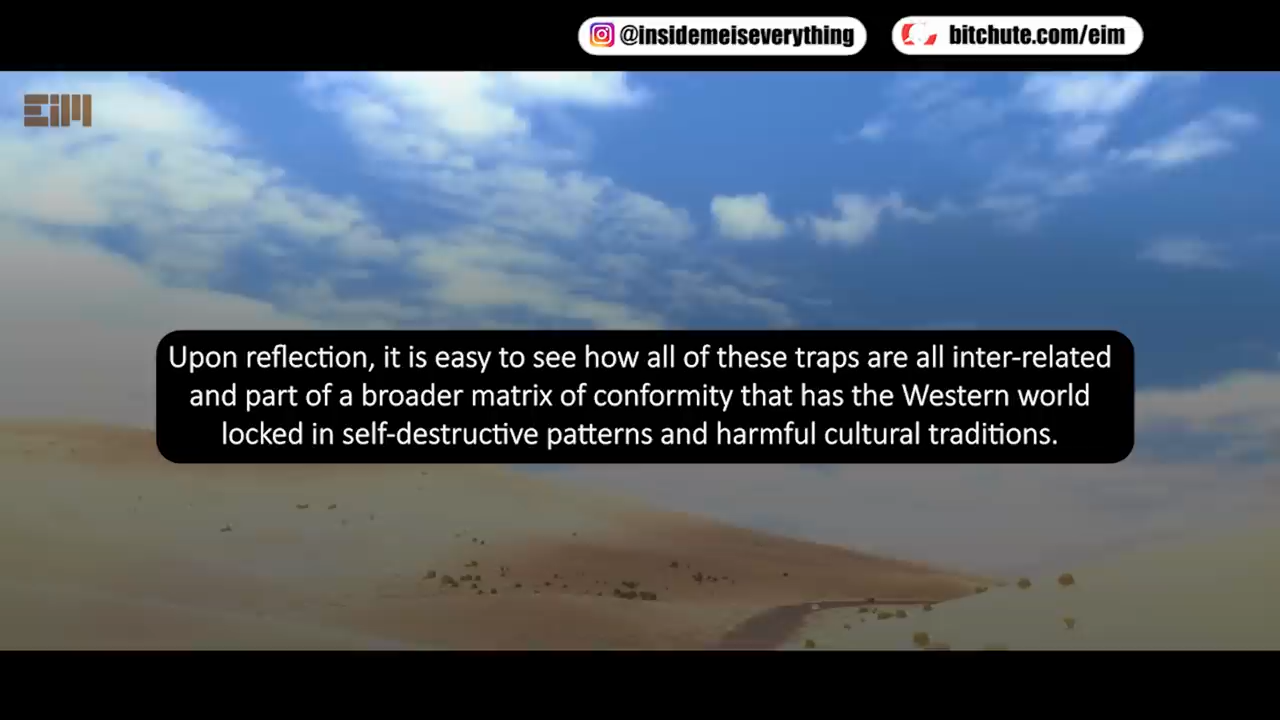 @insidemeiseverything
bitchute.com/eim
EiM
Upon reflection, it is easy to see how all of these traps are all inter-related
and part of a broader matrix of conformity that has the Western world
locked in self-destructive patterns and harmful cultural traditions.